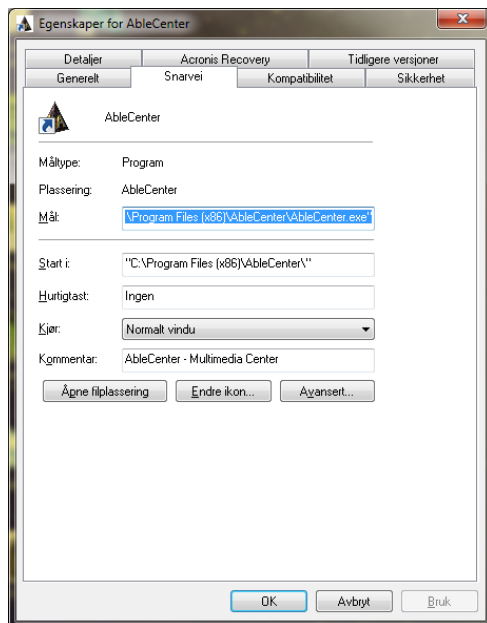 Egenskaper for AbleCenter
Detaljer Acronis Recovery Tidligere versjoner
Generelt Snarvei Kompatibilitet Sikkerhet
AbleCenter
Måltype: Program
Plassering: AbleCenter
Mål: \Program Files (x86)\AbleCenter\AbleCenter.exe"
Start i: "C:\Program Files (x86)\AbleCenter\"
Hurtigtast: Ingen
Kjør: Normalt vindu
Kommentar: AbleCenter - Multimedia Center
Åpne filplassering Endre ikon... Avansert...
OK Avbryt Bruk